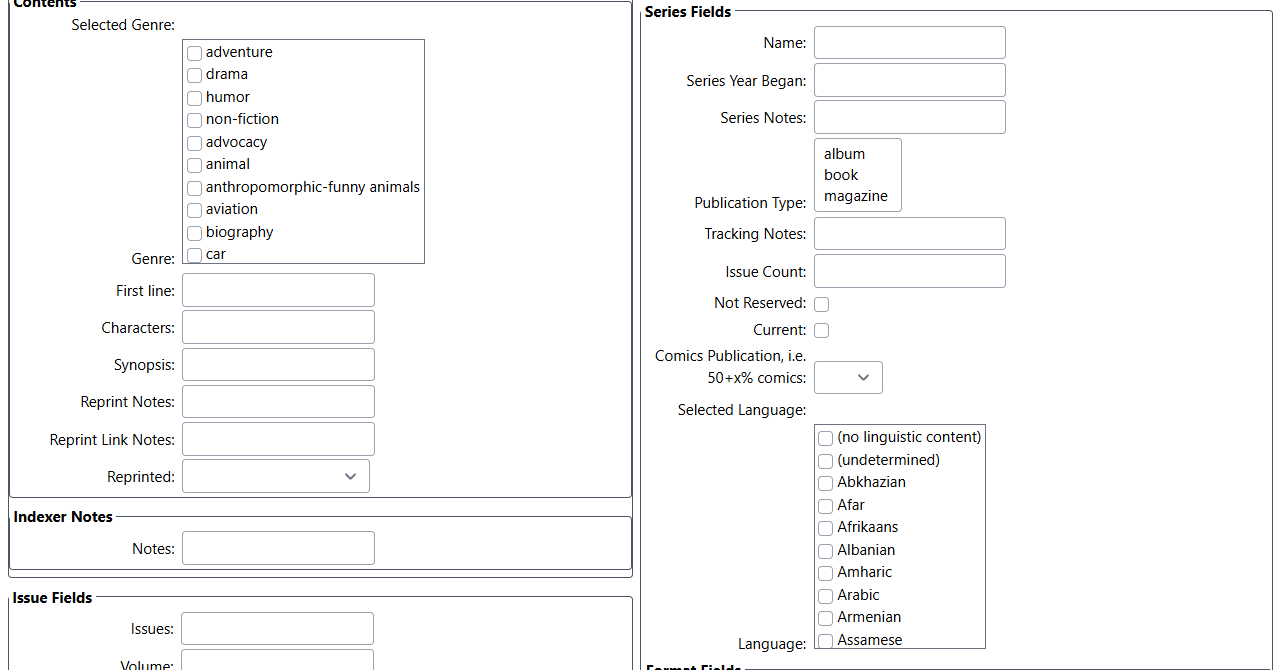 Contents
Selected Genre:
adventure
drama
humor
non-fiction
advocacy
animal
anthropomorphic-funny animals
aviation
biography
car
Genre:
First line:
Characters:
Synopsis:
Reprint Notes:
Reprint Link Notes:
Reprinted:
Indexer Notes
Notes:
Issue Fields
Issues:
Volume:
Series Fields
Name:
Series Year Began:
Series Notes:
album
book
magazine
Publication Type:
Tracking Notes:
Issue Count:
Not Reserved:
Current:
Comics Publication, i.e.
50+x% comics:
Selected Language:
(no linguistic content)
(undetermined)
Abkhazian
Afar
Afrikaans
Albanian
Amharic
Arabic
Armenian
Assamese
Language:
Format Fields